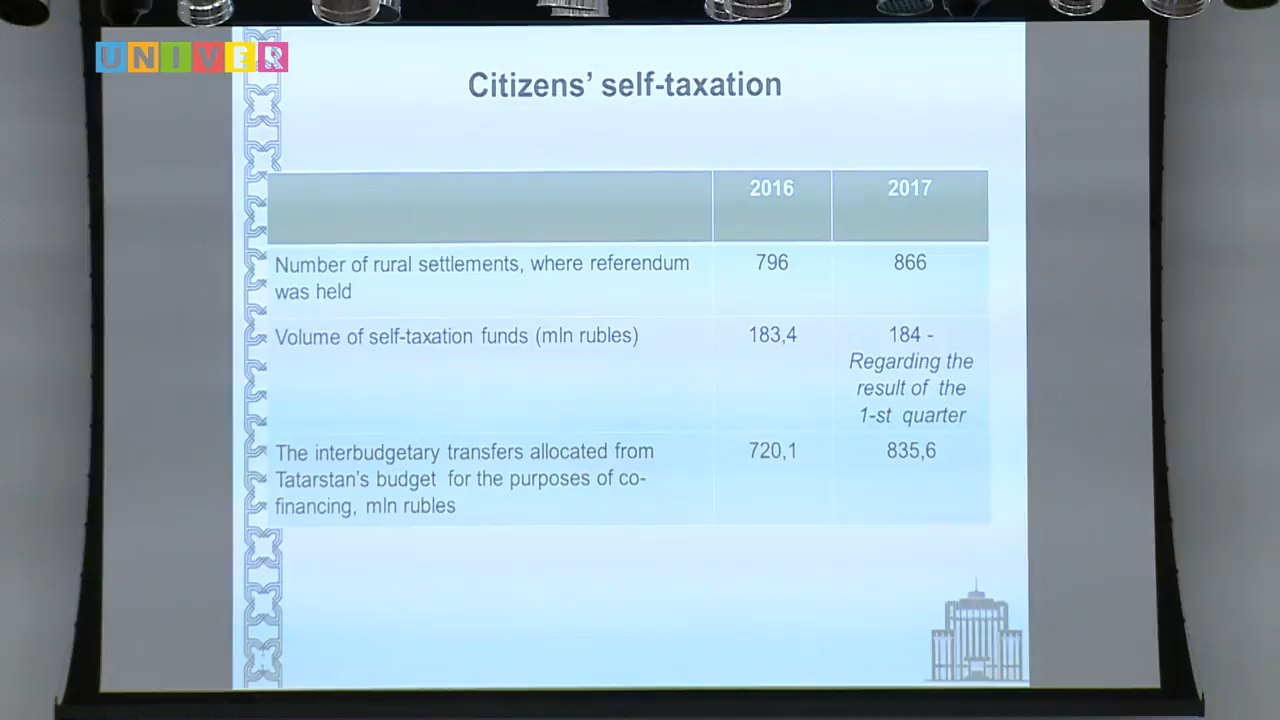 UNIVER
Citizens' self-taxation
2016 2017
Number of rural settlements, where referendum 796 866
was held
Volume of self-taxation funds (mln rubles) 183,4 184 -
Regarding the
result of the
1-st quarter
The interbudgetary transfers allocated from 720,1 835,6
Tatarstan's budget for the purposes of co-
financing, mln rubles